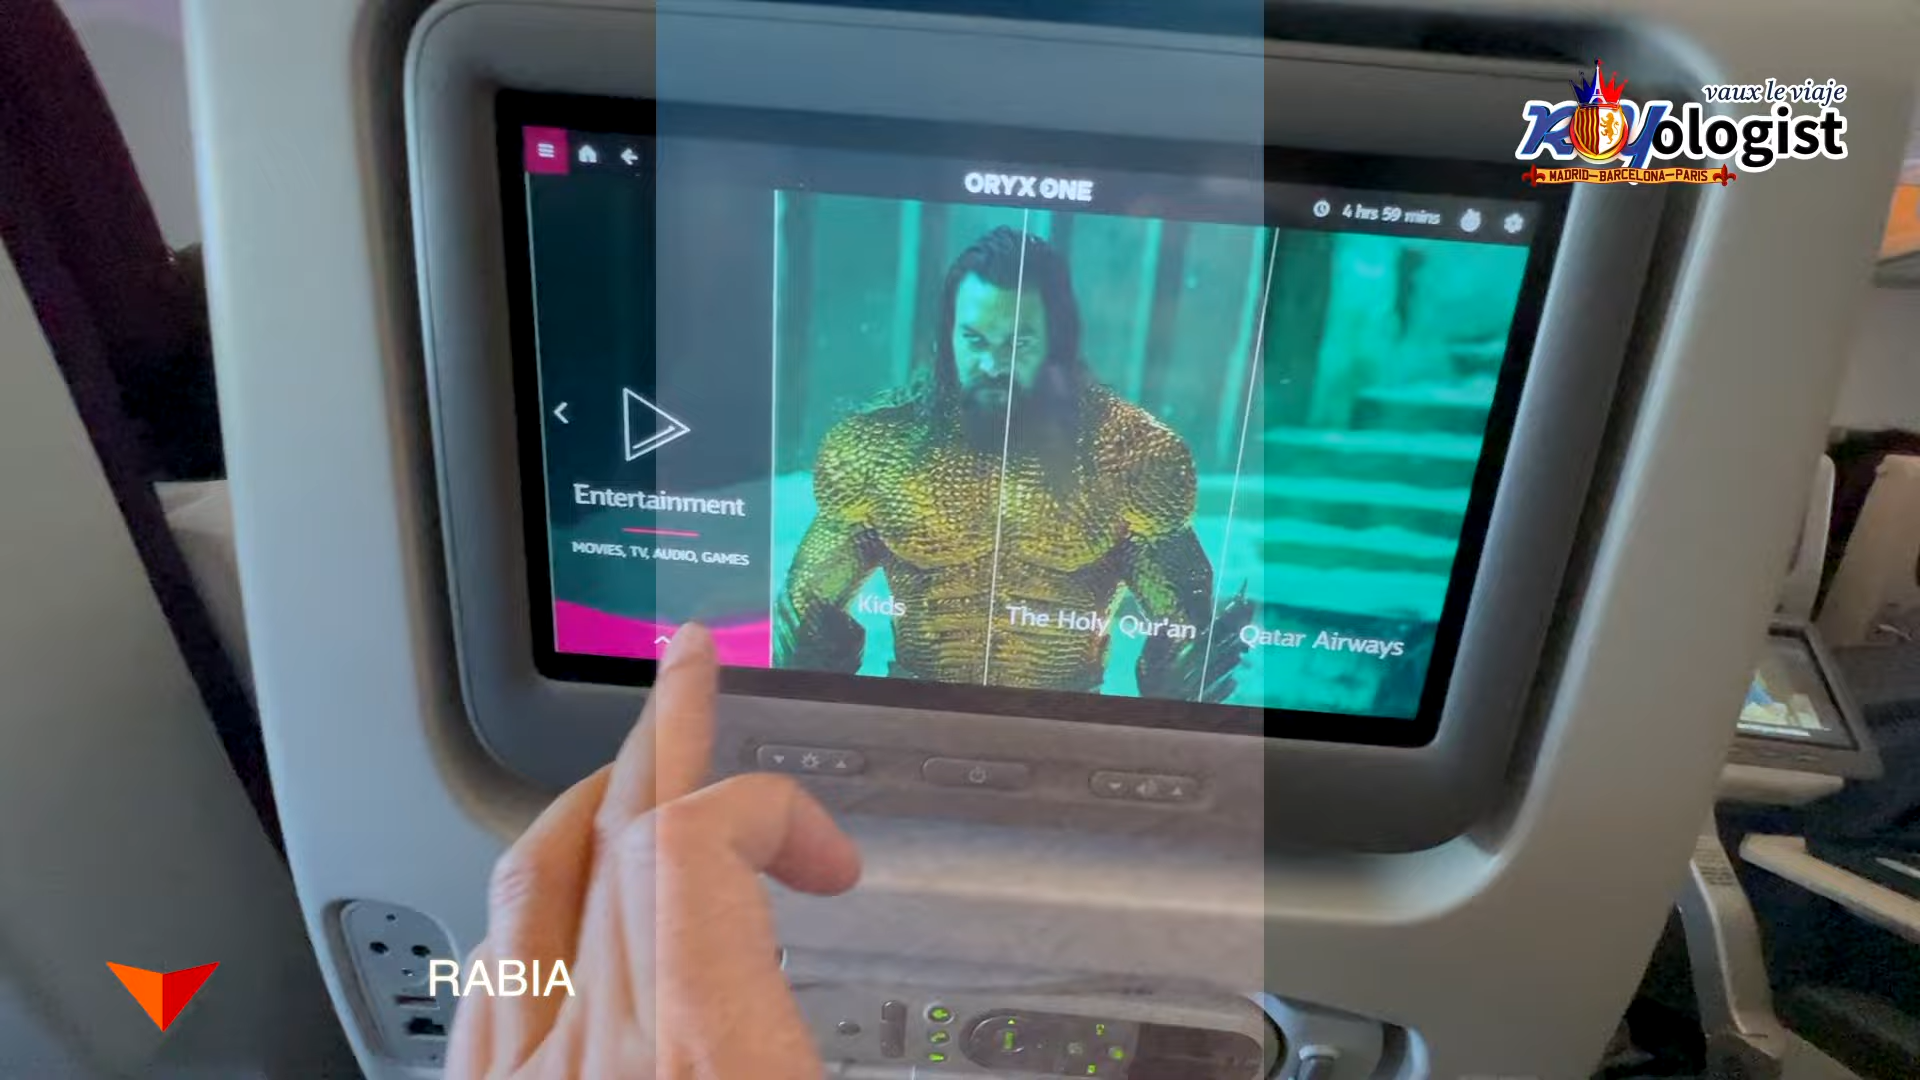 vaux le viaje
ROYologist
MADRID–BARCELONA–PARIS
ORYX ONE
4 hrs 59 mins
Entertainment
MOVIES, TV, AUDIO, GAMES
Kids
The Holy Qur'an
Qatar Airways
RABIA